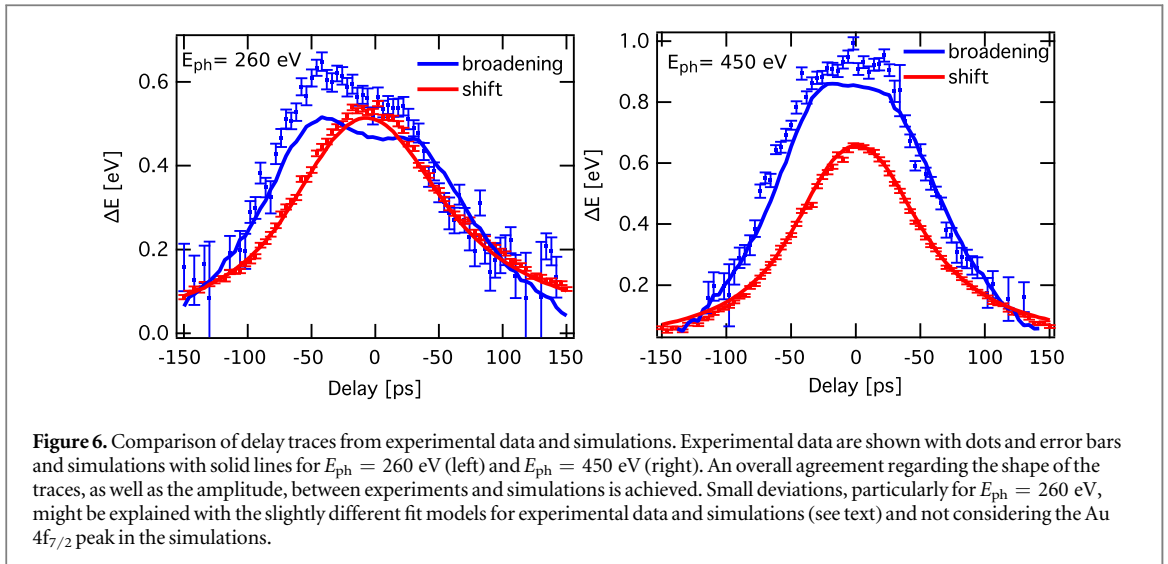 E_ph= 260 eV
broadening
shift
ΔE [eV]
0.6
0.4
0.2
0.0
-150 -100 -50 0 -50 100 150
Delay [ps]
E_ph= 450 eV
broadening
shift
ΔE [eV]
1.0
0.8
0.6
0.4
0.2
-150 -100 -50 0 -50 100 150
Delay [ps]
Figure 6. Comparison of delay traces from experimental data and simulations. Experimental data are shown with dots and error bars
and simulations with solid lines for E_ph = 260 eV (left) and E_ph = 450 eV (right). An overall agreement regarding the shape of the
traces, as well as the amplitude, between experiments and simulations is achieved. Small deviations, particularly for E_ph = 260 eV,
might be explained with the slightly different fit models for experimental data and simulations (see text) and not considering the Au
4f_7/2 peak in the simulations.